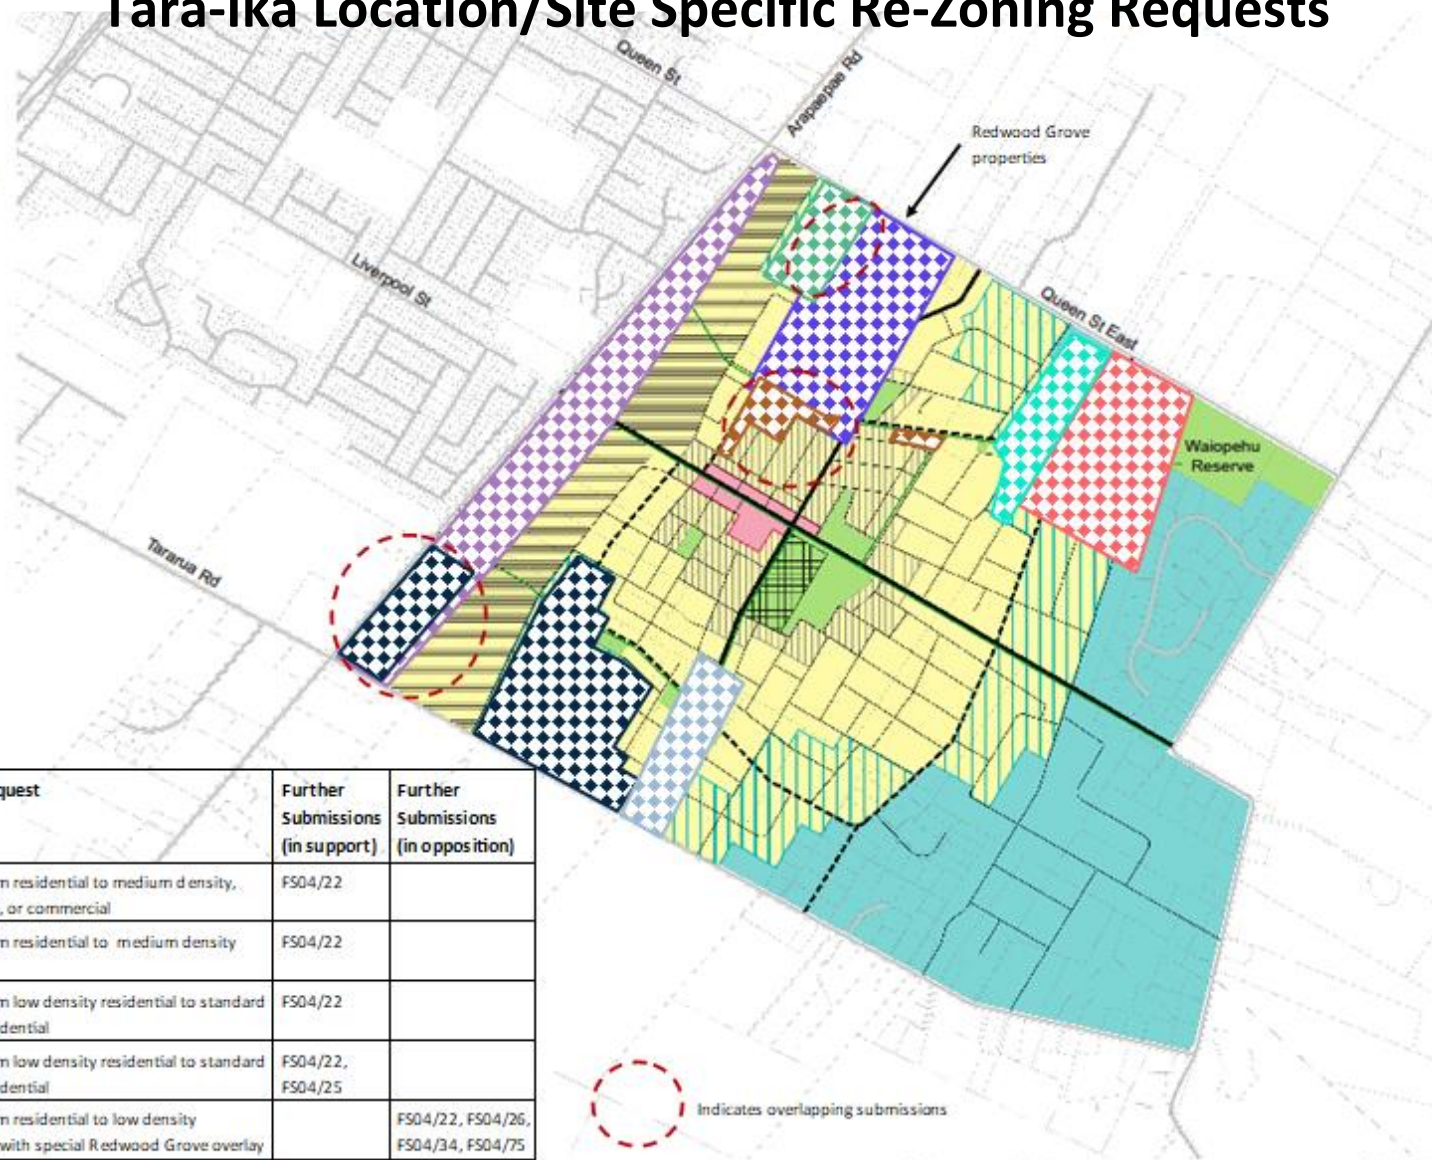 Tara-Ika Location/Site Specific Re-Zoning Requests
Queen St
Arapaepae Rd
Redwood Grove
properties
Liverpool St
Queen St East
Waiopehu
Reserve
Tararua Rd
Further
Further
Submissions
Submissions
(in support)
(in opposition)
residential to medium density,
FS04/22
, or commercial
residential to medium density
FS04/22
low density residential to standard
FS04/22
low density residential to standard
FS04/22,
FS04/25
residential to low density
FS04/22, FS04/26,
with special Redwood Grove overlay
FS04/34, FS04/75
Indicates overlapping submissions